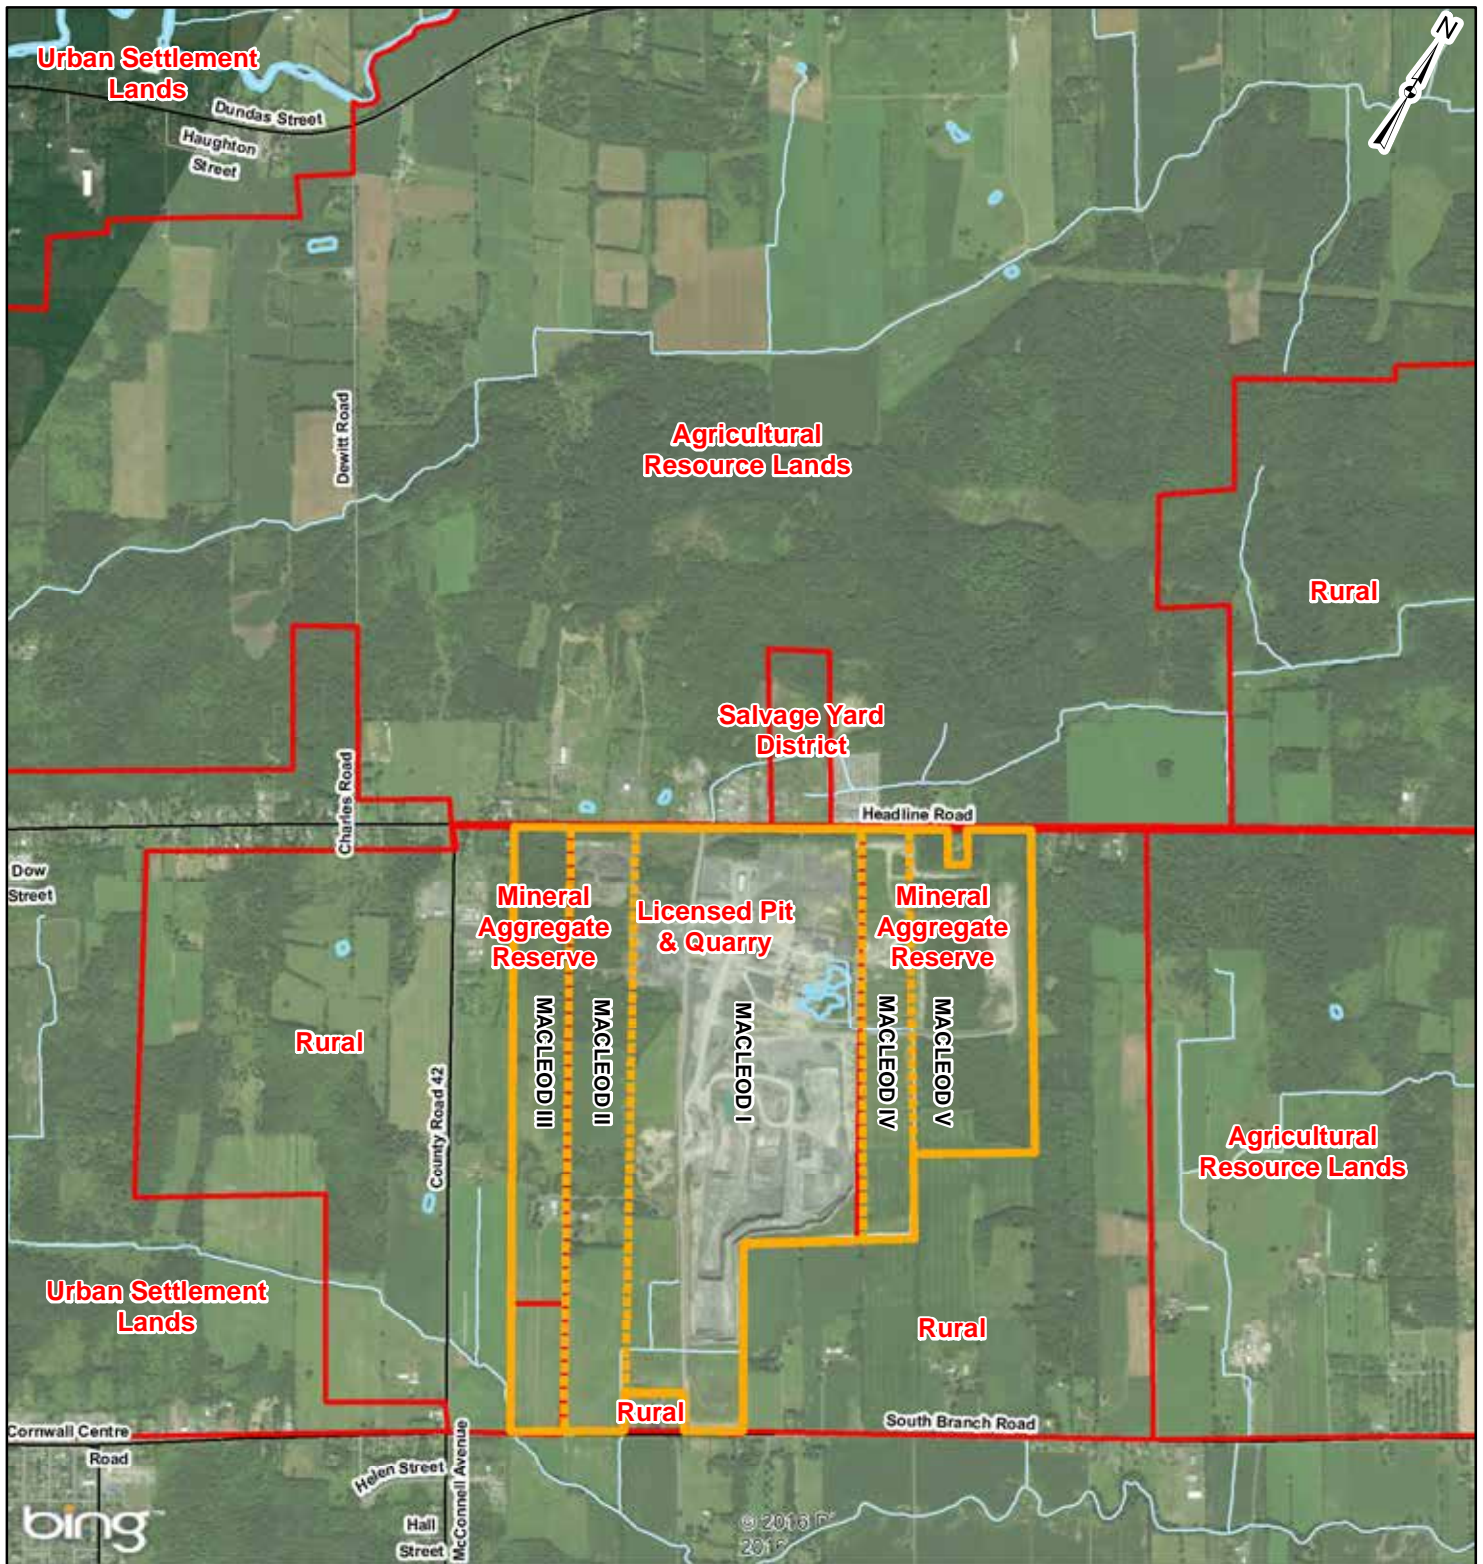 N
Urban Settlement
Lands
Dundas Street
Haughton
Street
Dewitt Road
Agricultural
Resource Lands
Rural
Salvage Yard
District
Charles Road
Headline Road
Dow
Street
Mineral
Aggregate
Reserve
Licensed Pit
& Quarry
Mineral
Aggregate
Reserve
MACLEOD III
MACLEOD II
MACLEOD I
MACLEOD IV
MACLEOD V
Rural
County Road 42
Agricultural
Resource Lands
Urban Settlement
Lands
Rural
Rural
South Branch Road
Cornwall Centre
Road
Helen Street
McConnell Avenue
Hall
Street
bing
© 2016